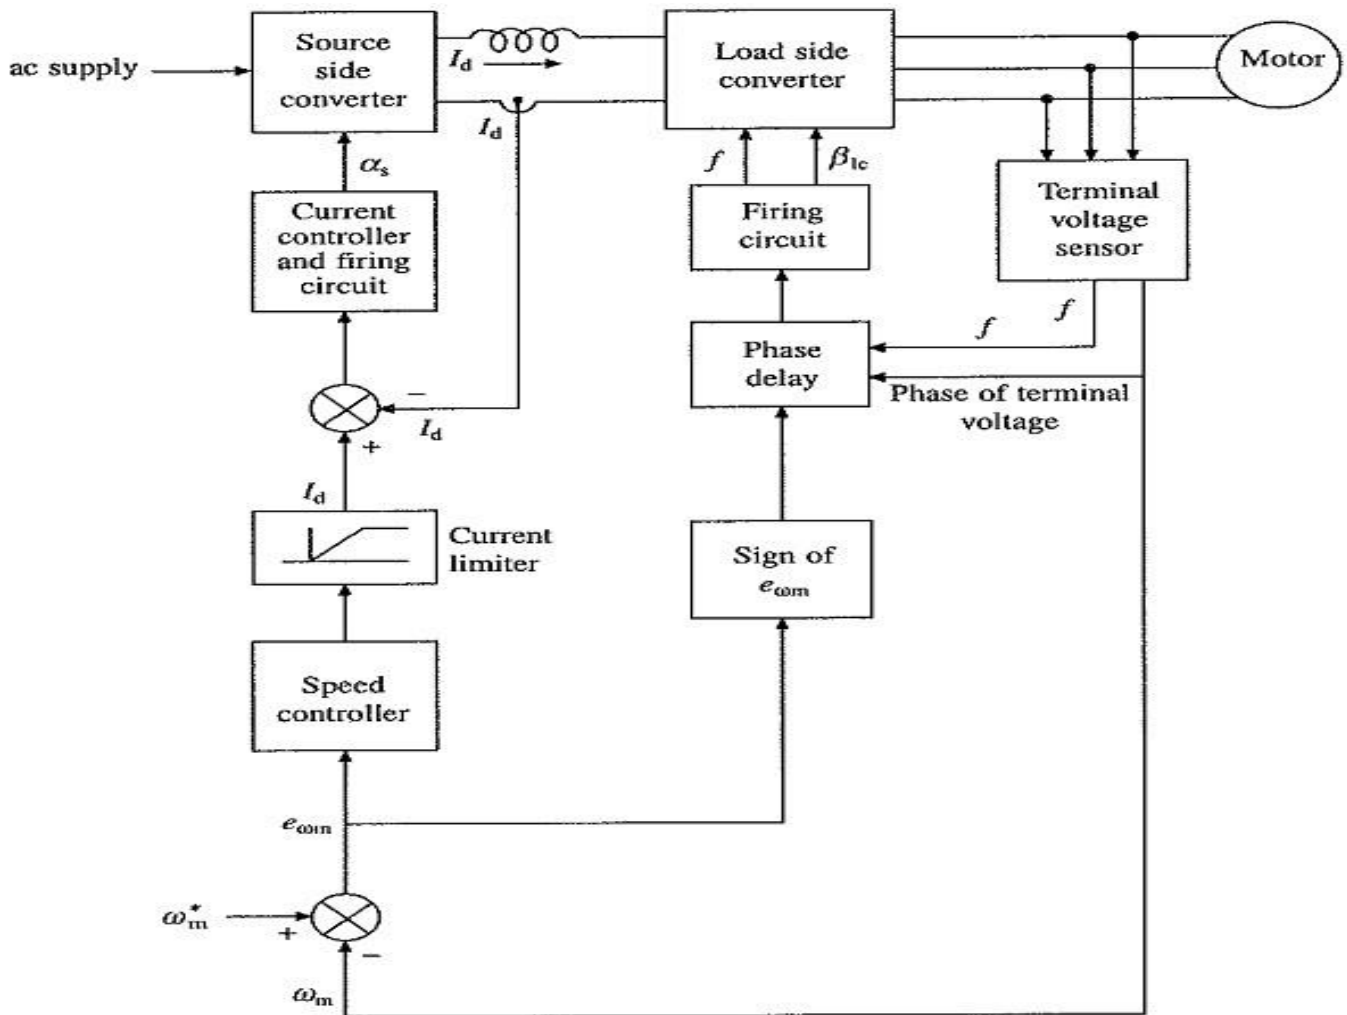 ac supply
Source
side
converter
I_d
I_d
Load side
converter
Motor
α_s
f
β_lc
Current
controller
and firing
circuit
Firing
circuit
Terminal
voltage
sensor
f
f
Phase
delay
Phase of terminal
voltage
−
I_d
+
I_d
Current
limiter
Sign of
e_ωm
Speed
controller
e_ωm
ω*_m
+
−
ω_m